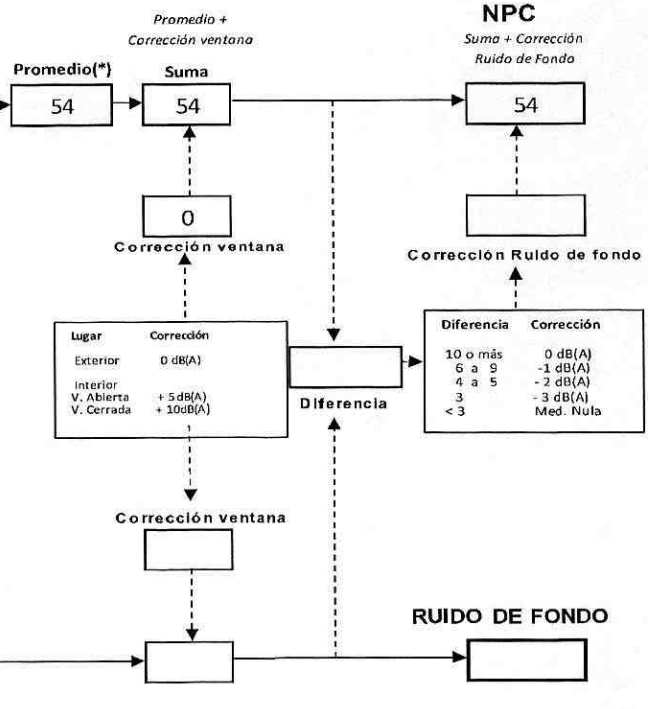 Promedio +
Corrección ventana
NPC
Suma + Corrección
Ruido de Fondo
Promedio(*)
Suma
54
54
54
0
Corrección ventana
Corrección Ruido de fondo
Lugar Corrección
Exterior 0 dB(A)
Interior
V. Abierta + 5dB(A)
V. Cerrada + 10dB(A)
Diferencia
Diferencia Corrección
10 o más 0 dB(A)
6 a 9 -1 dB(A)
4 a 5 - 2 dB(A)
3 - 3 dB(A)
< 3 Med. Nula
Corrección ventana
RUIDO DE FONDO